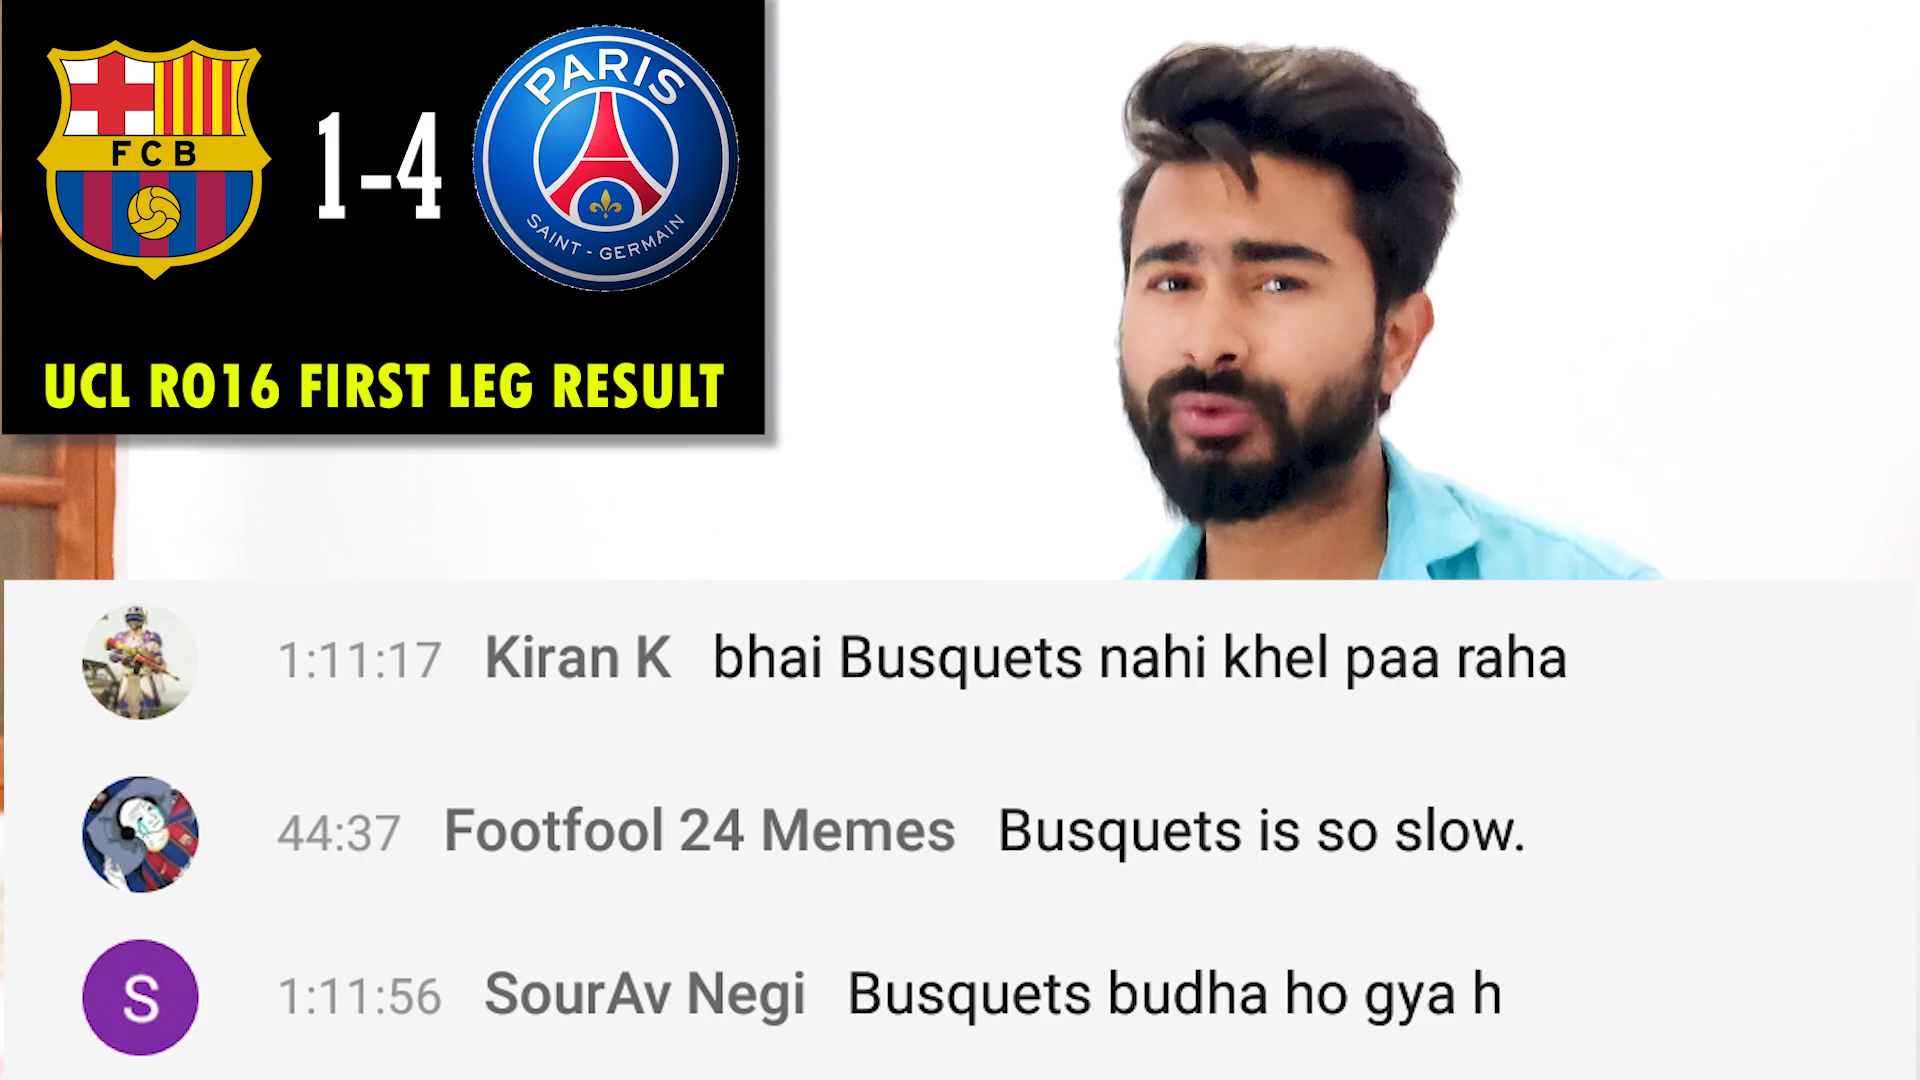 FCB
1-4
PARIS
SAINT - GERMAIN
UCL RO16 FIRST LEG RESULT
1:11:17 Kiran K bhai Busquets nahi khel paa raha
44:37 Footfool 24 Memes Busquets is so slow.
S 1:11:56 SourAv Negi Busquets budha ho gya h